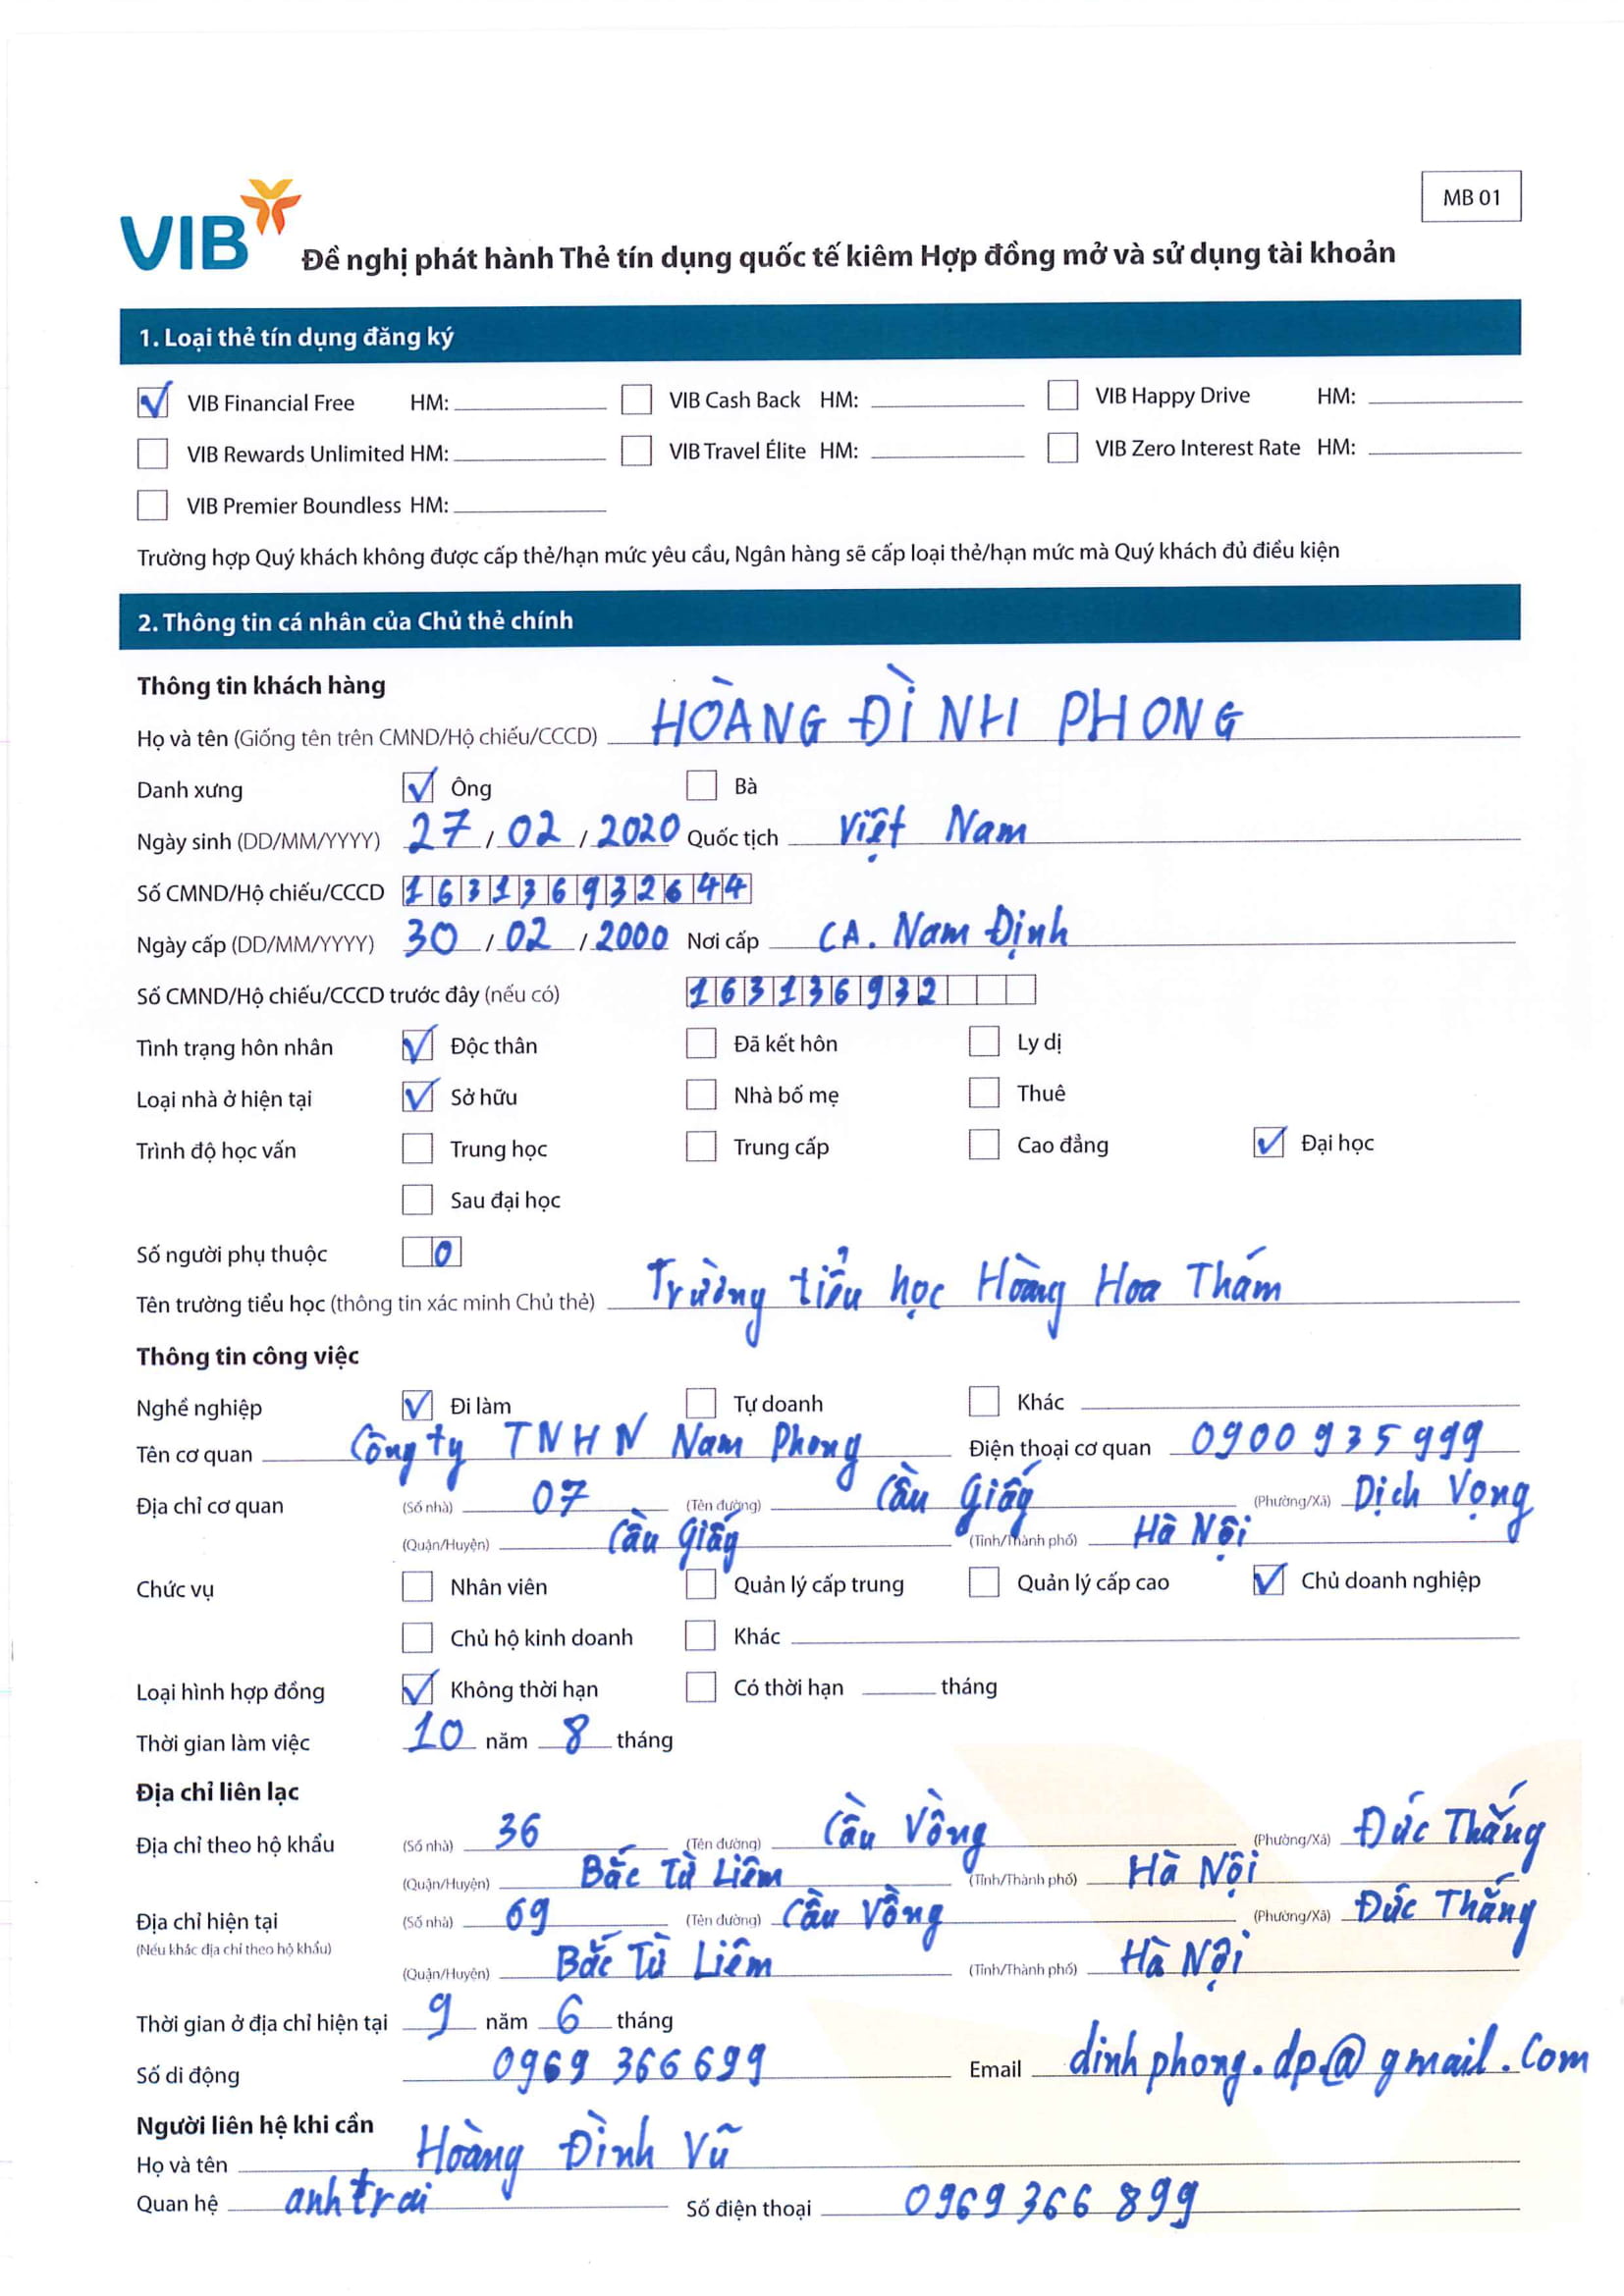 MB 01
VIB
Đề nghị phát hành Thẻ tín dụng quốc tế kiêm Hợp đồng mở và sử dụng tài khoản
1. Loại thẻ tín dụng đăng ký
VIB Financial Free HM: VIB Cash Back HM: VIB Happy Drive HM:
VIB Rewards Unlimited HM: VIB Travel Élite HM: VIB Zero Interest Rate HM:
VIB Premier Boundless HM:
Trường hợp Quý khách không được cấp thẻ/hạn mức yêu cầu, Ngân hàng sẽ cấp loại thẻ/hạn mức mà Quý khách đủ điều kiện
2. Thông tin cá nhân của Chủ thẻ chính
Thông tin khách hàng
Họ và tên (Giống tên trên CMND/Hộ chiếu/CCCD) HOÀNG ĐÌNH PHONG
Danh xưng Ông Bà
Ngày sinh (DD/MM/YYYY) 27 / 02 / 2020 Quốc tịch Việt Nam
Số CMND/Hộ chiếu/CCCD 163136932644
Ngày cấp (DD/MM/YYYY) 30 / 02 / 2000 Nơi cấp CA. Nam Định
Số CMND/Hộ chiếu/CCCD trước đây (nếu có) 163136932
Tình trạng hôn nhân Độc thân Đã kết hôn Ly dị
Loại nhà ở hiện tại Sở hữu Nhà bố mẹ Thuê
Trình độ học vấn Trung học Trung cấp Cao đẳng Đại học
Sau đại học
Số người phụ thuộc 0
Tên trường tiểu học (thông tin xác minh Chủ thẻ) Trường tiểu học Hoàng Hoa Thám
Thông tin công việc
Nghề nghiệp Đi làm Tự doanh Khác
Tên cơ quan Công ty TNHN Nam Phong Điện thoại cơ quan 0900 935 999
Địa chỉ cơ quan (Số nhà) 07 (Tên đường) Cầu Giấy (Phường/Xã) Dịch Vọng
(Quận/Huyện) Cầu Giấy (Tỉnh/Thành phố) Hà Nội
Chức vụ Nhân viên Quản lý cấp trung Quản lý cấp cao Chủ doanh nghiệp
Chủ hộ kinh doanh Khác
Loại hình hợp đồng Không thời hạn Có thời hạn tháng
Thời gian làm việc 10 năm 8 tháng
Địa chỉ liên lạc
Địa chỉ theo hộ khẩu (Số nhà) 36 (Tên đường) Cầu Vồng (Phường/Xã) Đức Thắng
(Quận/Huyện) Bắc Từ Liêm (Tỉnh/Thành phố) Hà Nội
Địa chỉ hiện tại (Số nhà) 69 (Tên đường) Cầu Vồng (Phường/Xã) Đức Thắng
(Nếu khác địa chỉ theo hộ khẩu)
(Quận/Huyện) Bắc Từ Liêm (Tỉnh/Thành phố) Hà Nội
Thời gian ở địa chỉ hiện tại 9 năm 6 tháng
Số di động 0969 366 699 Email dinhphong.dp@gmail.com
Người liên hệ khi cần
Họ và tên Hoàng Đình Vũ
Quan hệ anh trai Số điện thoại 0969 366 899